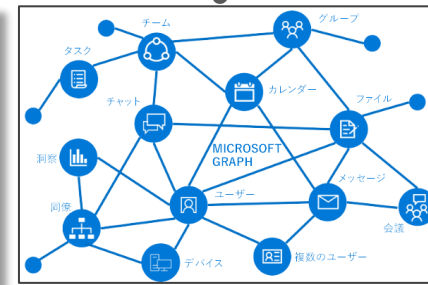 チーム
グループ
タスク
カレンダー
チャット
ファイル
MICROSOFT
GRAPH
洞察
メッセージ
ユーザー
同僚
会議
デバイス
複数のユーザー